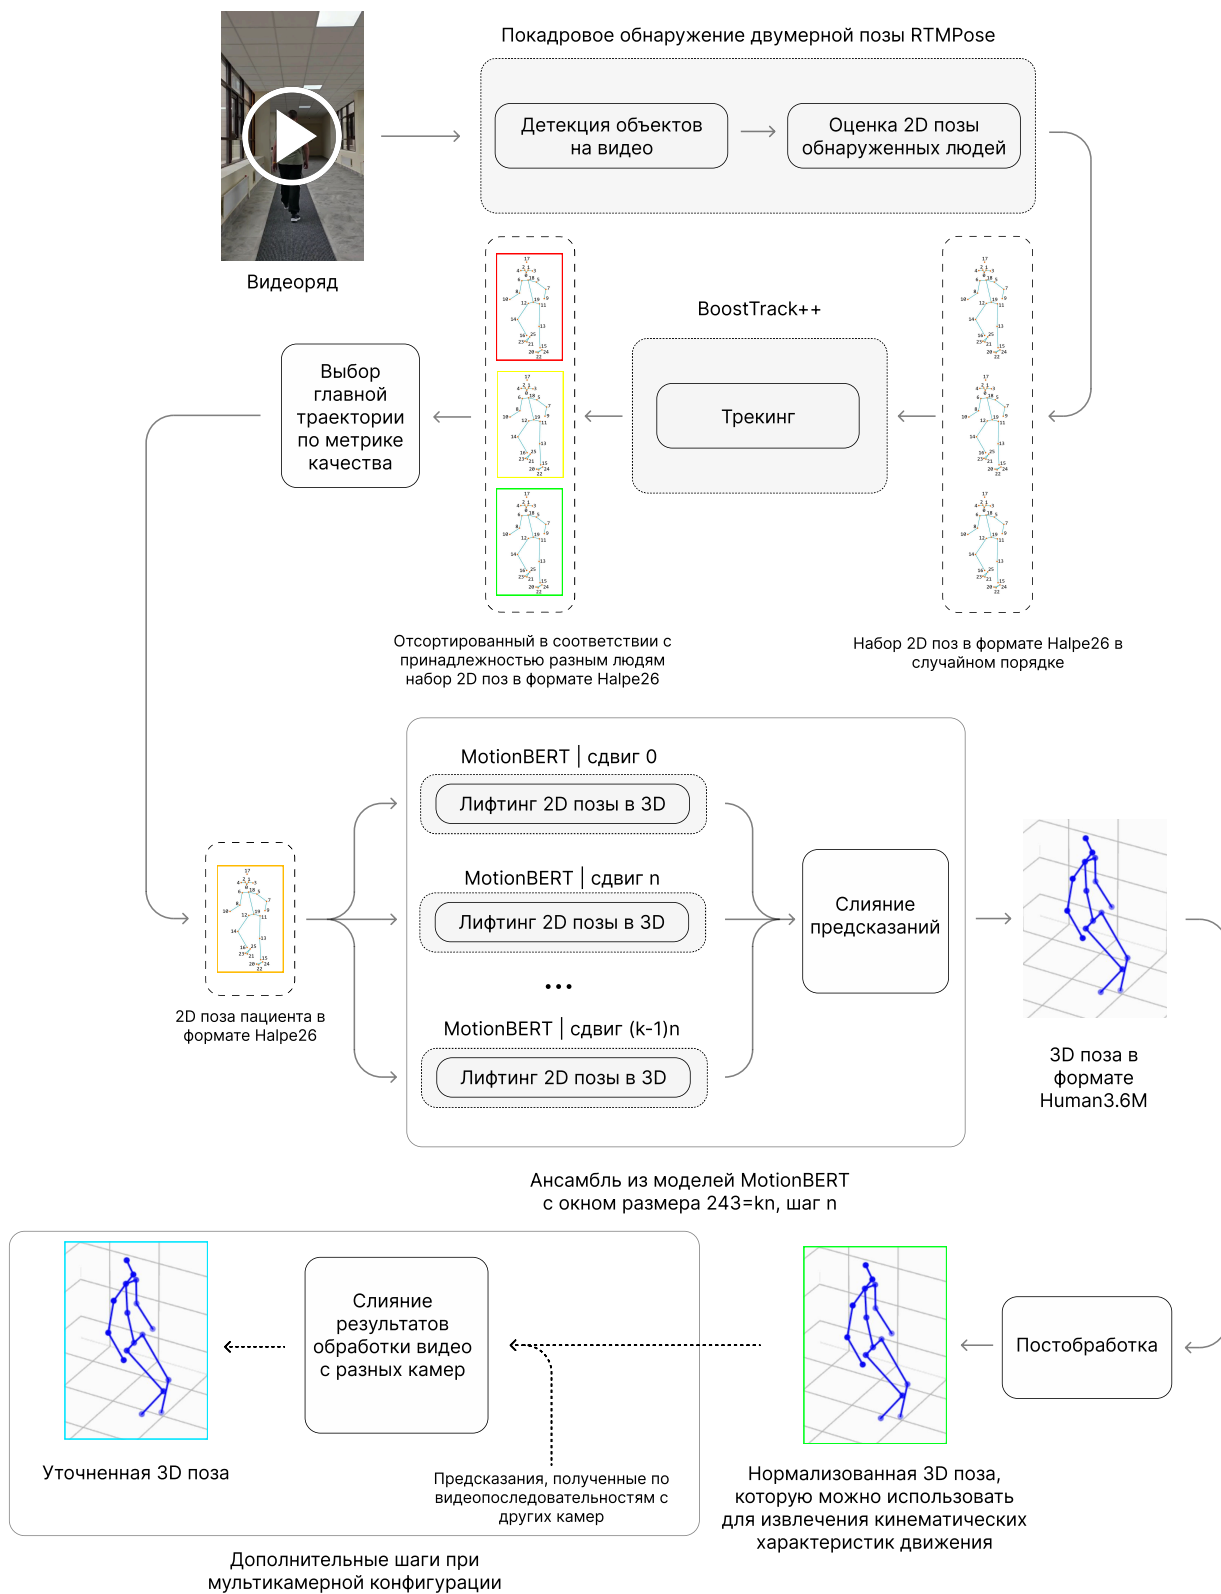 Покадровое обнаружение двумерной позы RTMPose
Детекция объектов
на видео
Оценка 2D позы
обнаруженных людей
Видеоряд
BoostTrack++
Трекинг
Выбор
главной
траектории
по метрике
качества
Отсортированный в соответствии с
принадлежностью разным людям
набор 2D поз в формате Halpe26
Набор 2D поз в формате Halpe26 в
случайном порядке
MotionBERT | сдвиг 0
Лифтинг 2D позы в 3D
MotionBERT | сдвиг n
Лифтинг 2D позы в 3D
...
MotionBERT | сдвиг (k-1)n
Лифтинг 2D позы в 3D
Слияние
предсказаний
2D поза пациента в
формате Halpe26
3D поза в
формате
Human3.6M
Ансамбль из моделей MotionBERT
с окном размера 243=kn, шаг n
Слияние
результатов
обработки видео
с разных камер
Постобработка
Уточненная 3D поза
Предсказания, полученные по
видеопоследовательностям с
других камер
Нормализованная 3D поза,
которую можно использовать
для извлечения кинематических
характеристик движения
Дополнительные шаги при
мультикамерной конфигурации